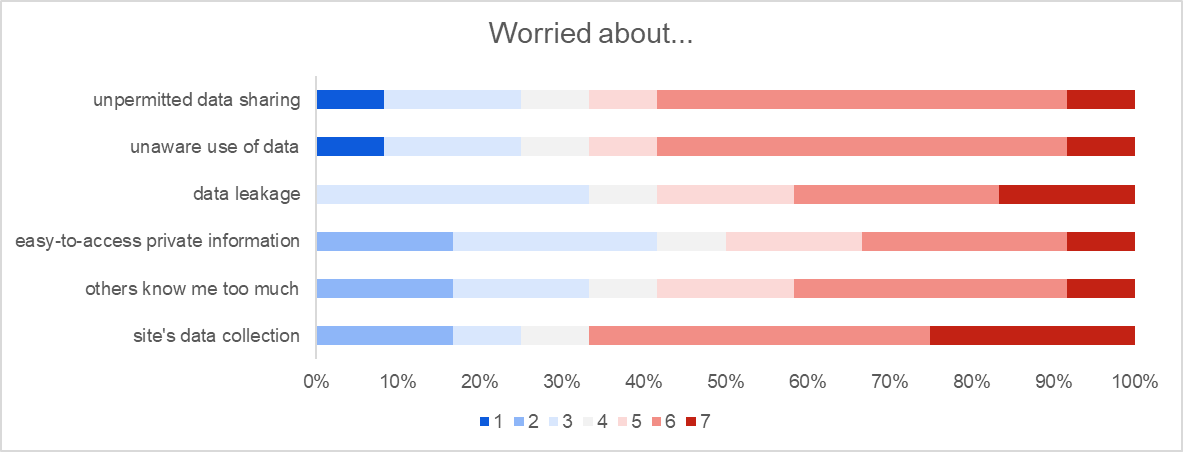 Worried about...
unpermitted data sharing
unaware use of data
data leakage
easy-to-access private information
others know me too much
site's data collection
0% 10% 20% 30% 40% 50% 60% 70% 80% 90% 100%
1 2 3 4 5 6 7